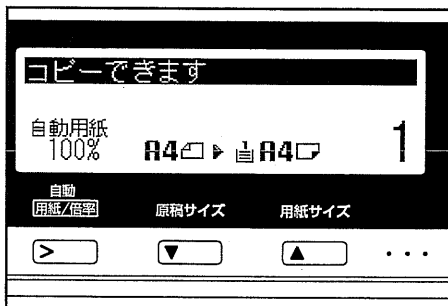 コピーできます
自動用紙
100% A4 ▶ 1 A4 1
自動
用紙/倍率 原稿サイズ 用紙サイズ
> ▼ ▲ ...